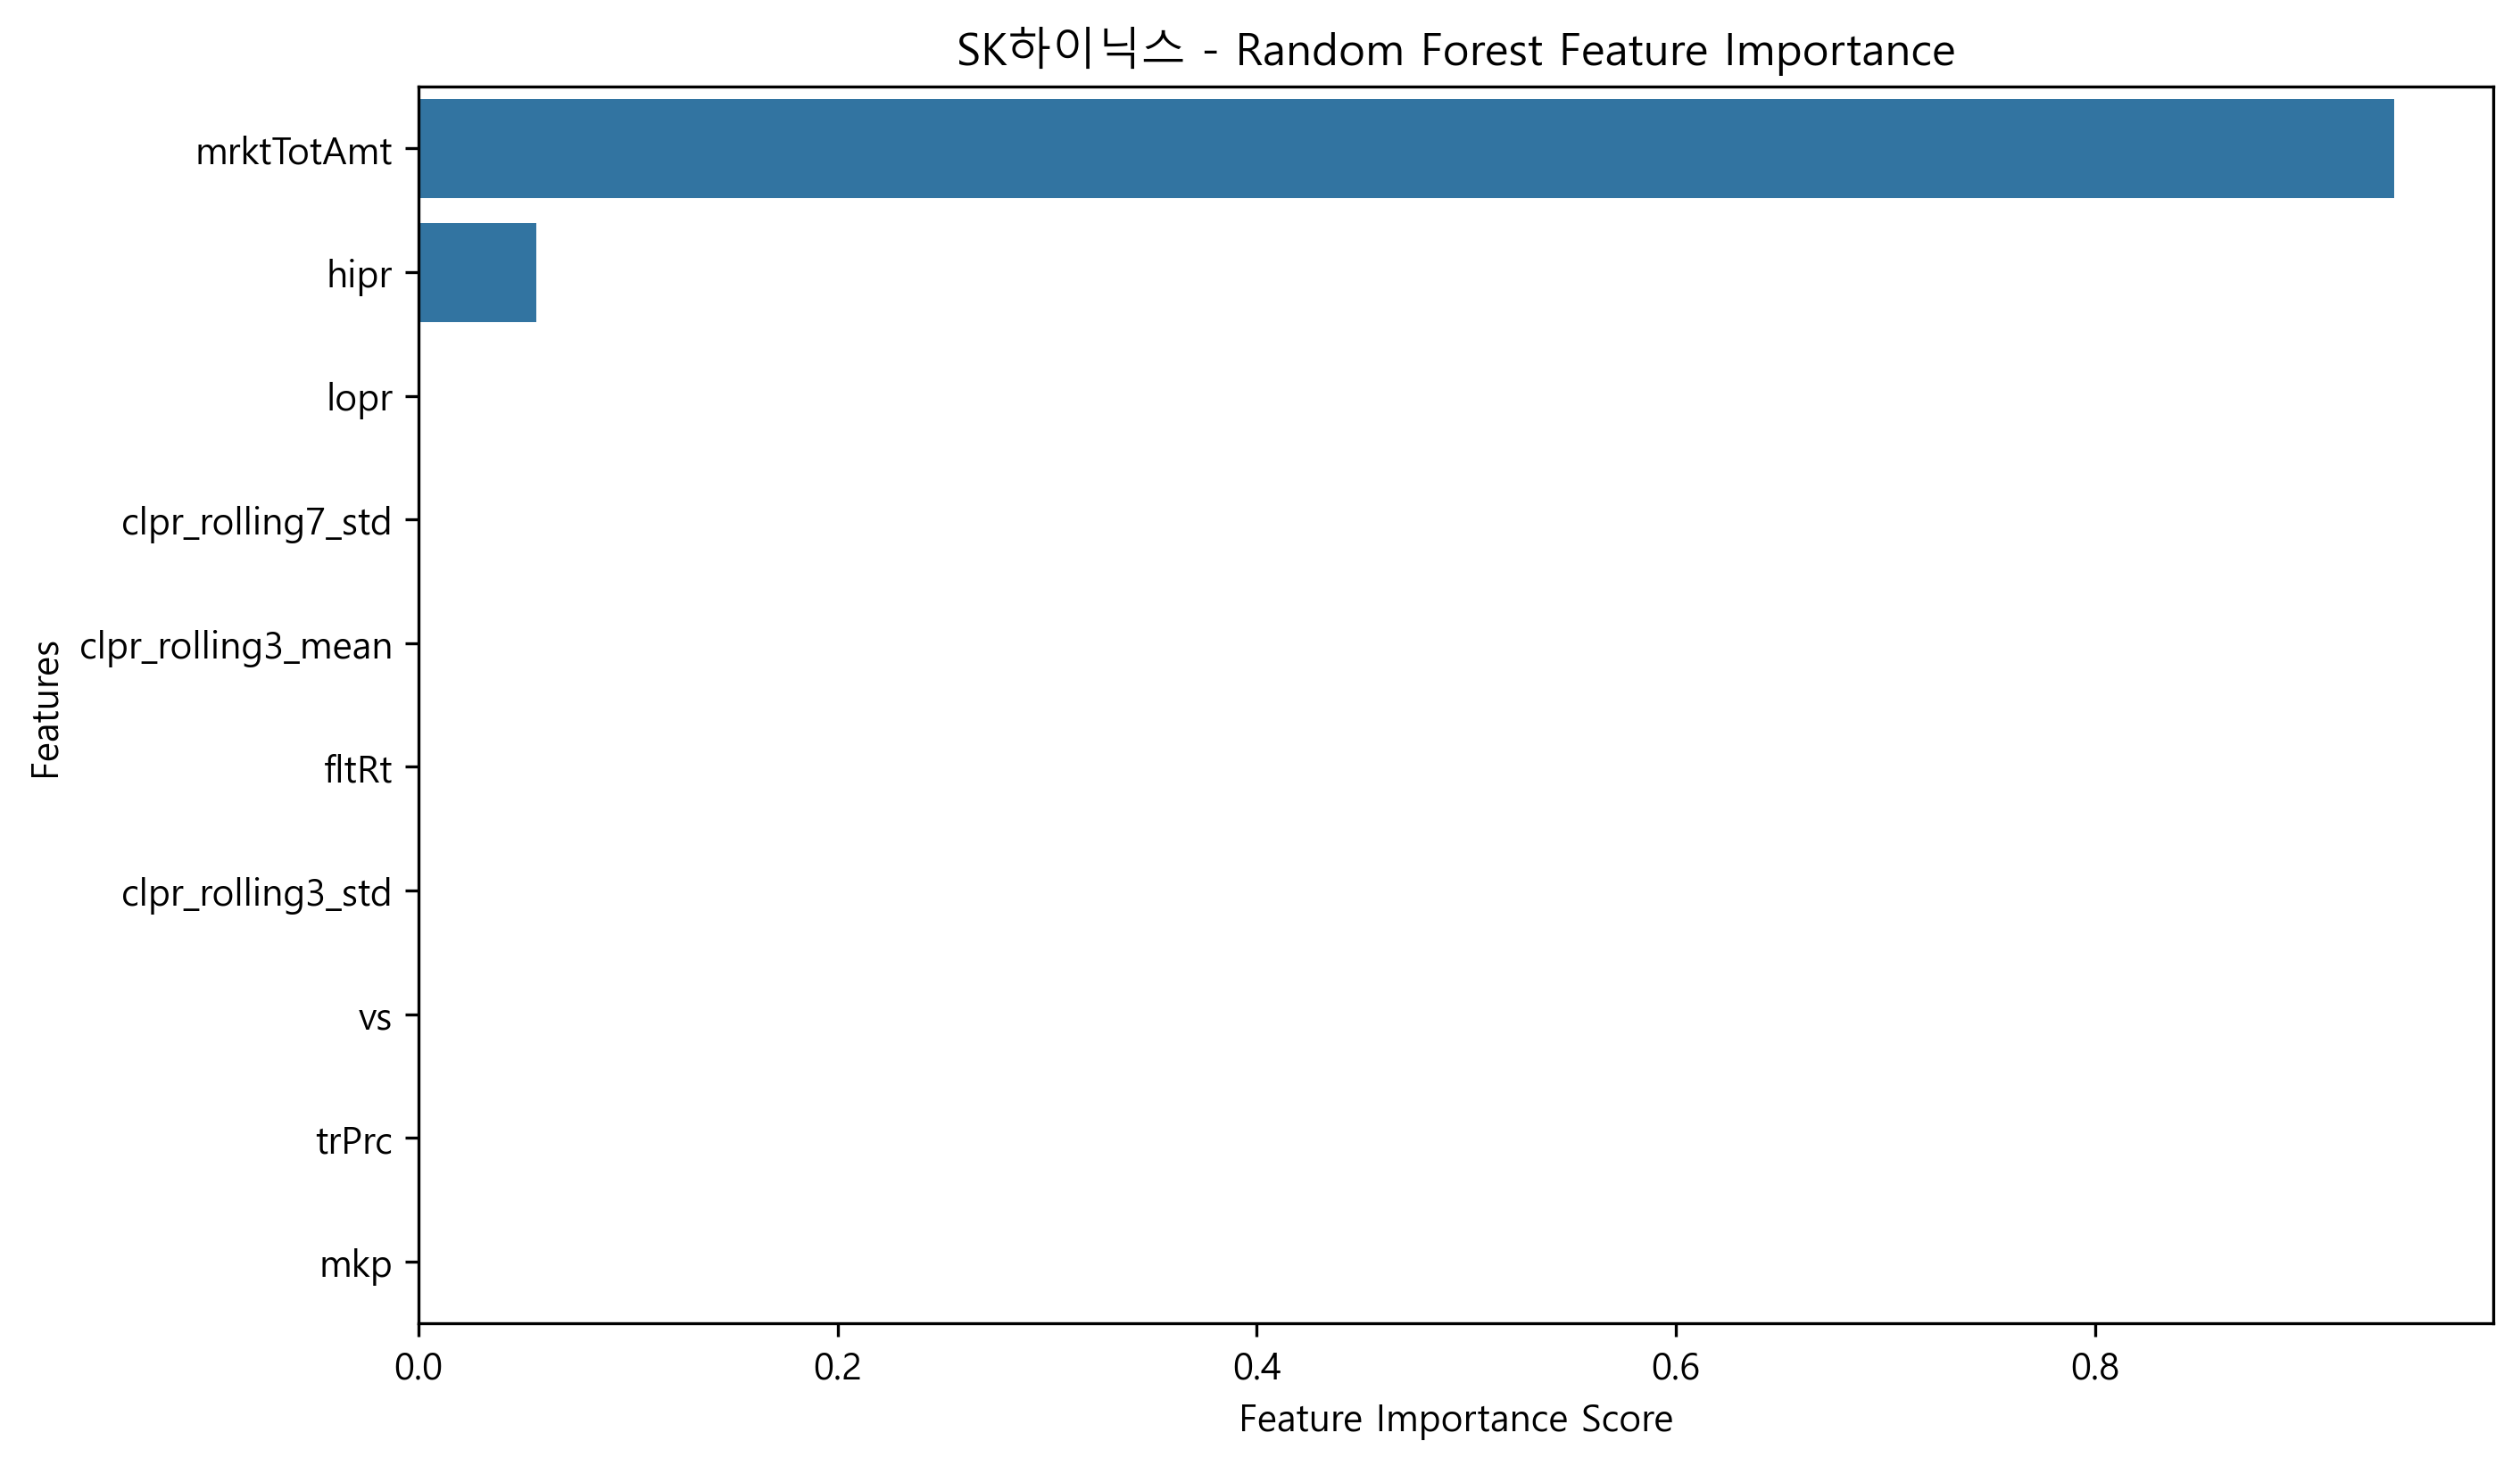 SK하이닉스 - Random Forest Feature Importance
mrktTotAmt
hipr
lopr
clpr_rolling7_std
clpr_rolling3_mean
fltRt
clpr_rolling3_std
vs
trPrc
mkp
Features
0.0 0.2 0.4 0.6 0.8
Feature Importance Score